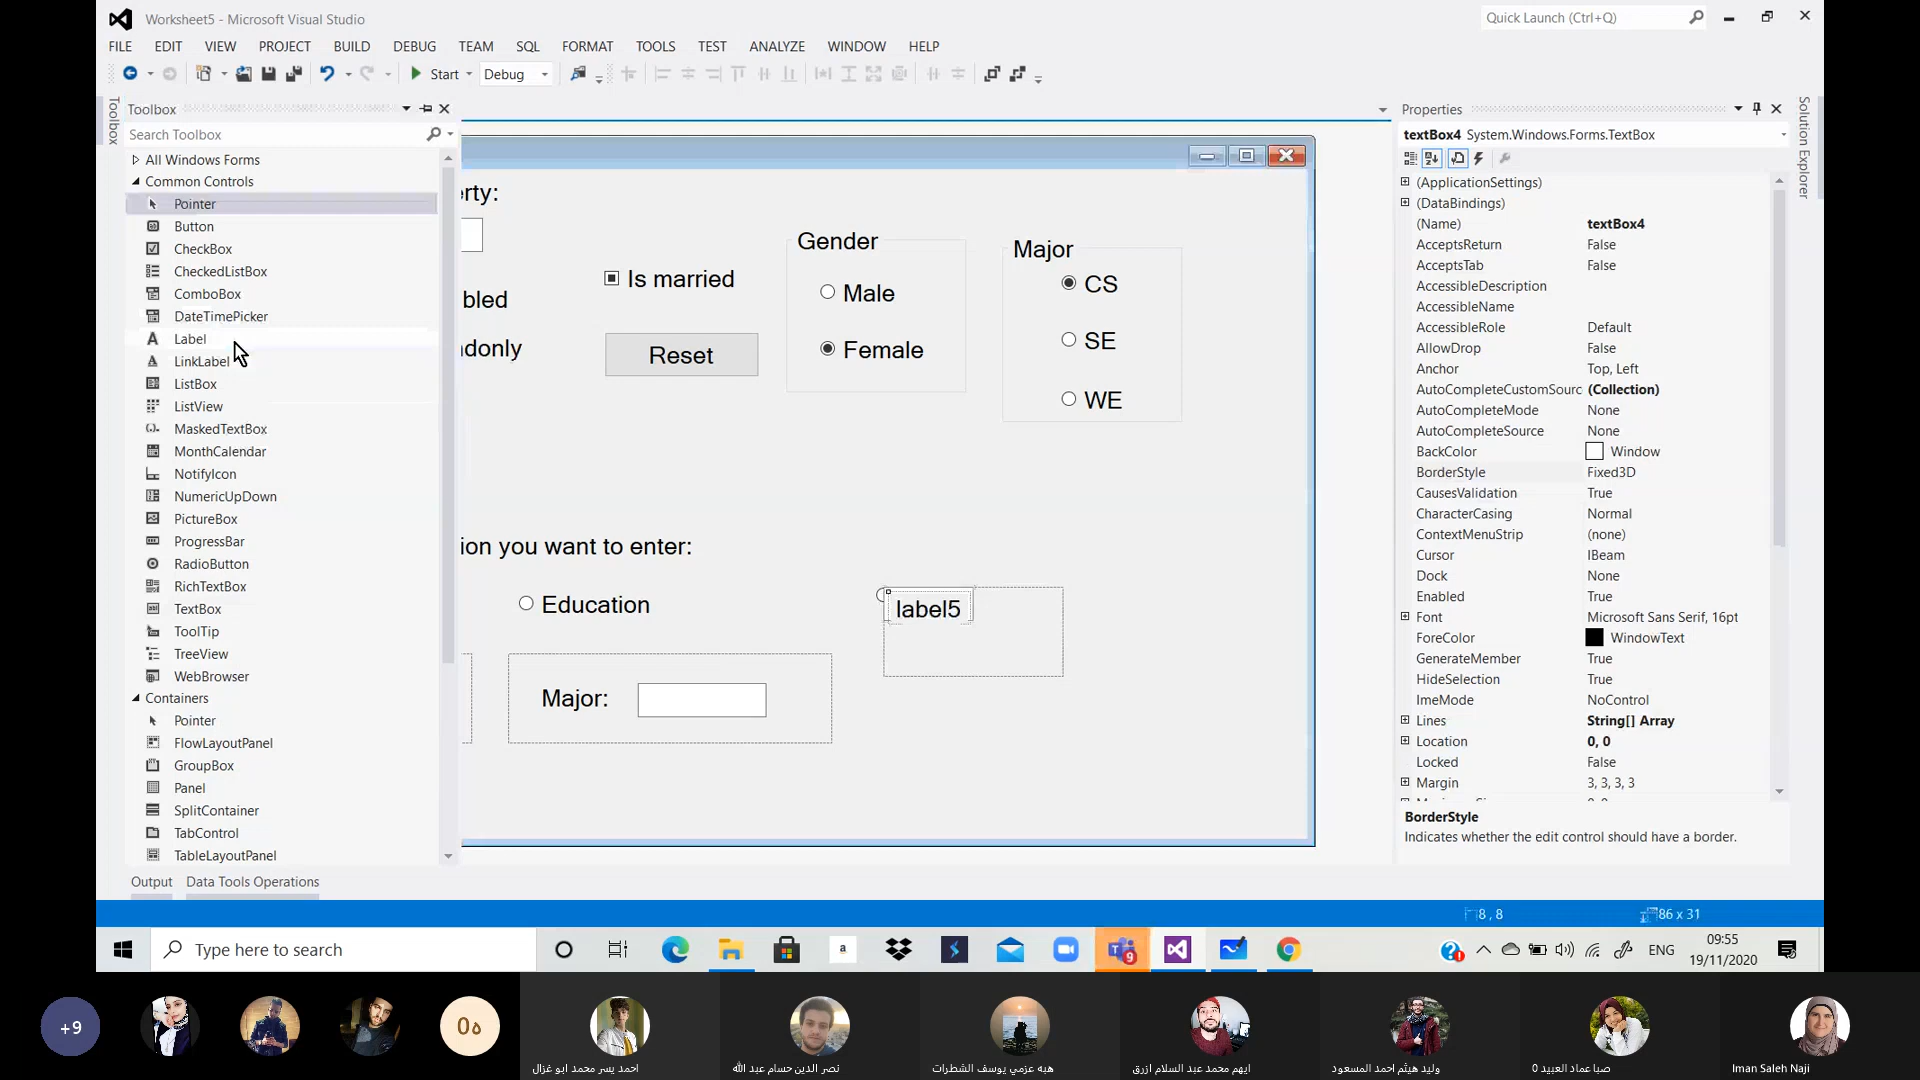 Worksheet5 - Microsoft Visual Studio
Quick Launch (Ctrl+Q)
FILE EDIT VIEW PROJECT BUILD DEBUG TEAM SQL FORMAT TOOLS TEST ANALYZE WINDOW HELP
Start Debug
Toolbox
Toolbox
Search Toolbox
All Windows Forms
Common Controls
Pointer
Button
CheckBox
CheckedListBox
ComboBox
DateTimePicker
Label
LinkLabel
ListBox
ListView
MaskedTextBox
MonthCalendar
NotifyIcon
NumericUpDown
PictureBox
ProgressBar
RadioButton
RichTextBox
TextBox
ToolTip
TreeView
WebBrowser
Containers
Pointer
FlowLayoutPanel
GroupBox
Panel
SplitContainer
TabControl
TableLayoutPanel
Output Data Tools Operations
erty:
bled
donly
Is married
Reset
Gender
Male
Female
Major
CS
SE
WE
ion you want to enter:
Education
label5
Major:
Properties
textBox4 System.Windows.Forms.TextBox
(ApplicationSettings)
(DataBindings)
(Name) textBox4
AcceptsReturn False
AcceptsTab False
AccessibleDescription
AccessibleName
AccessibleRole Default
AllowDrop False
Anchor Top, Left
AutoCompleteCustomSourc (Collection)
AutoCompleteMode None
AutoCompleteSource None
BackColor Window
BorderStyle Fixed3D
CausesValidation True
CharacterCasing Normal
ContextMenuStrip (none)
Cursor IBeam
Dock None
Enabled True
Font Microsoft Sans Serif, 16pt
ForeColor WindowText
GenerateMember True
HideSelection True
ImeMode NoControl
Lines String[] Array
Location 0, 0
Locked False
Margin 3, 3, 3, 3
BorderStyle
Indicates whether the edit control should have a border.
Solution Explorer
8 , 8 86 x 31
Type here to search
a
9
ENG
09:55
19/11/2020
+9
0ه
احمد يسر محمد ابو غزال
نصر الدين حسام عبد الله
هبه عزمي يوسف الشطرات
ايهم محمد عبد السلام ازرق
وليد هيثم احمد المسعود
صبا عماد العبيد 0
Iman Saleh Naji